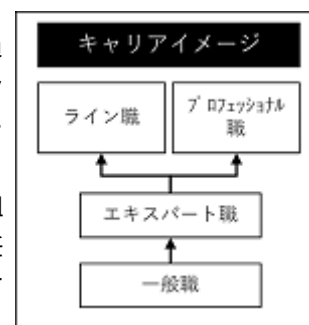 キャリアイメージ
ライン職
プロフェッショナル
職
エキスパート職
一般職